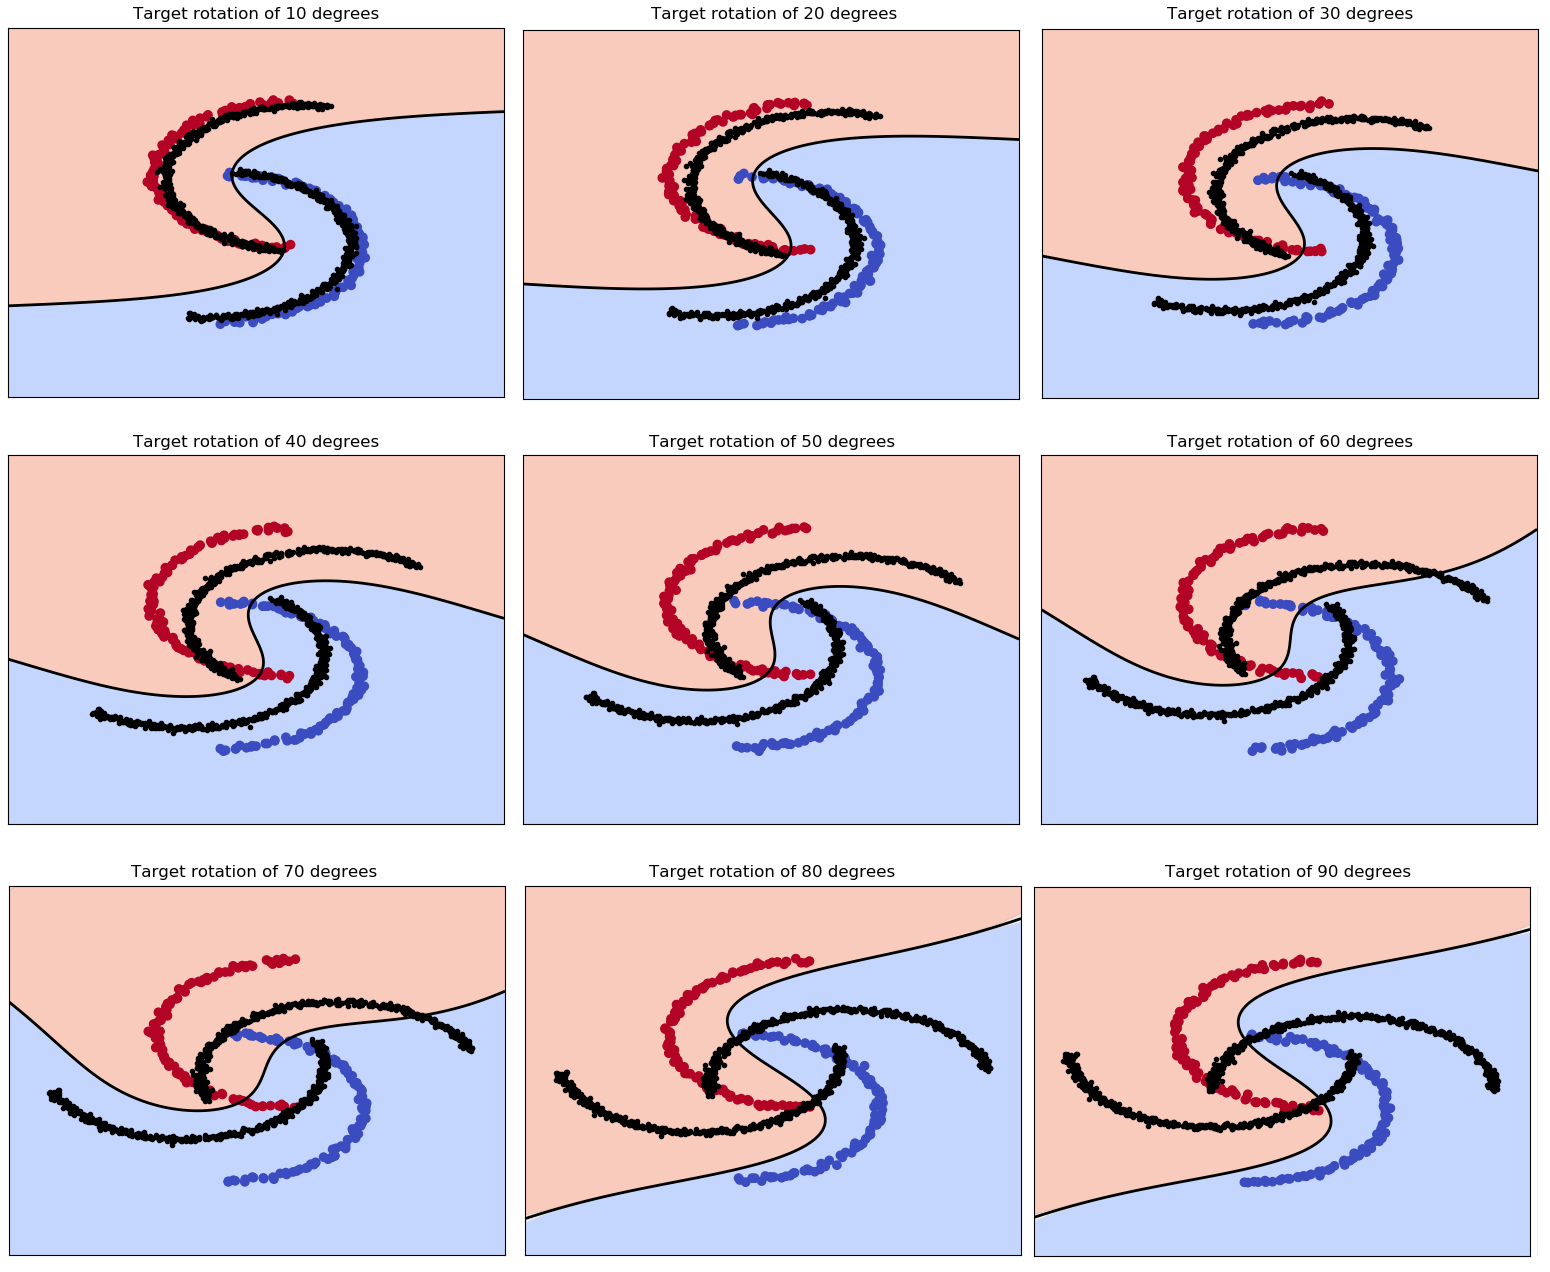 Target rotation of 10 degrees
Target rotation of 20 degrees
Target rotation of 30 degrees
Target rotation of 40 degrees
Target rotation of 50 degrees
Target rotation of 60 degrees
Target rotation of 70 degrees
Target rotation of 80 degrees
Target rotation of 90 degrees